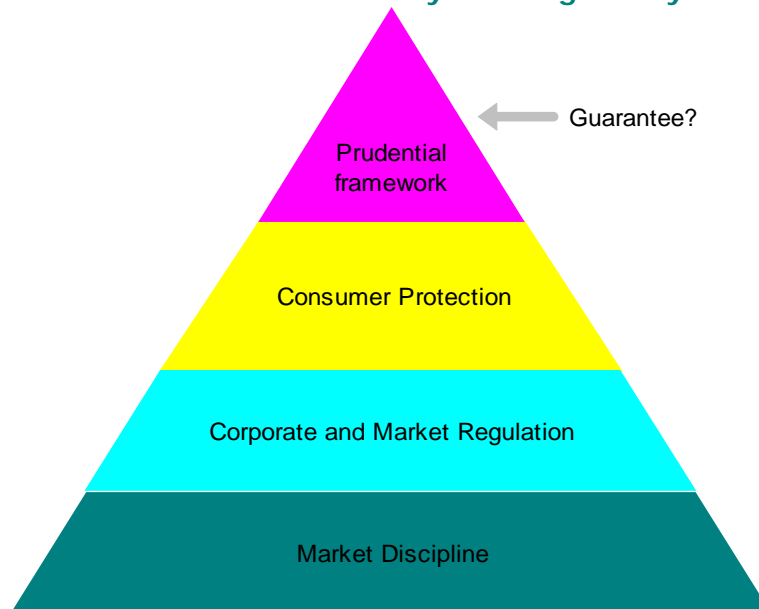 Guarantee?
Prudential
framework
Consumer Protection
Corporate and Market Regulation
Market Discipline